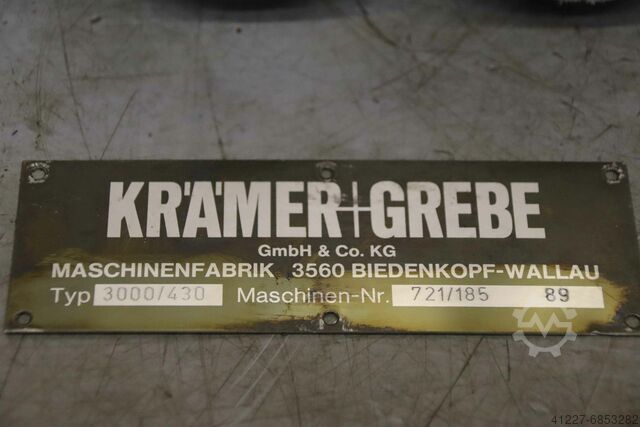 KRÄMER+GREBE
GmbH & Co. KG
MASCHINENFABRIK 3560 BIEDENKOPF-WALLAU
Typ 3000/430 Maschinen-Nr. 721/185 89
41227-6853282